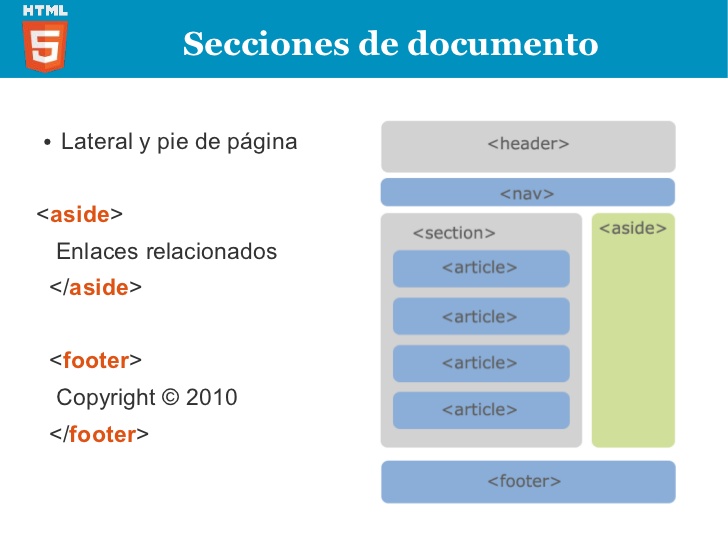 HTML
5
Secciones de documento
• Lateral y pie de página
<aside>
Enlaces relacionados
</aside>
<footer>
Copyright © 2010
</footer>
<header>
<nav>
<section>
<article>
<article>
<article>
<article>
<aside>
<footer>